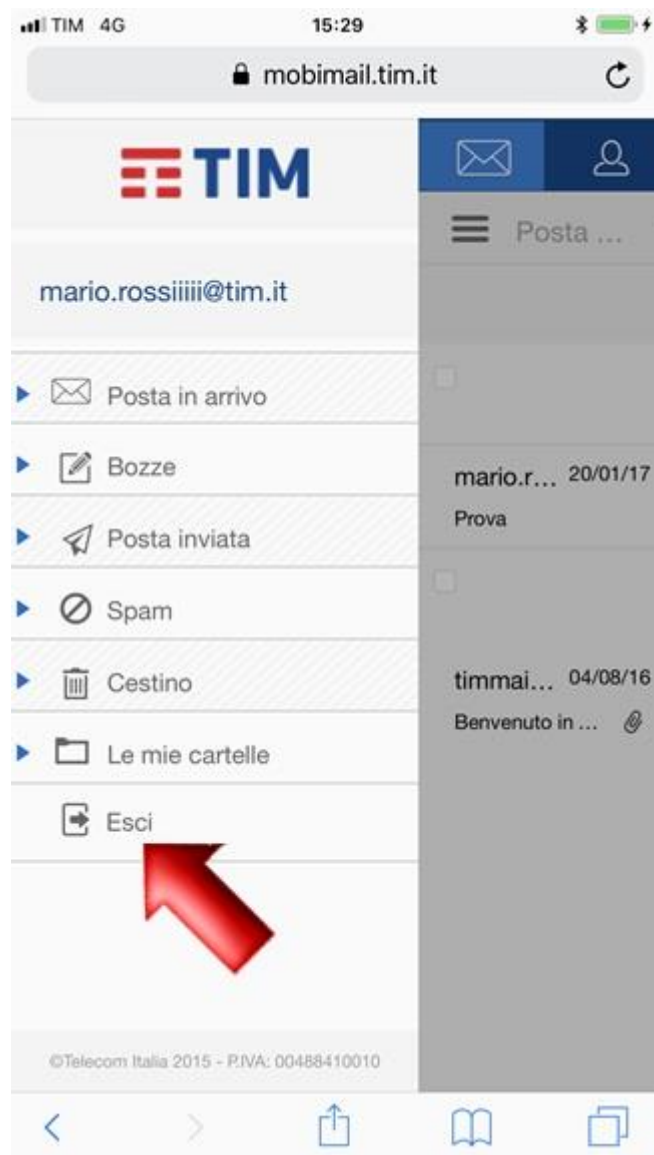 TIM 4G 15:29
mobimail.tim.it
TIM
mario.rossiiiii@tim.it
Posta in arrivo
Bozze
Posta inviata
Spam
Cestino
Le mie cartelle
Esci
©Telecom Italia 2015 - P.IVA: 00488410010
Posta ...
mario.r... 20/01/17
Prova
timmai... 04/08/16
Benvenuto in ...